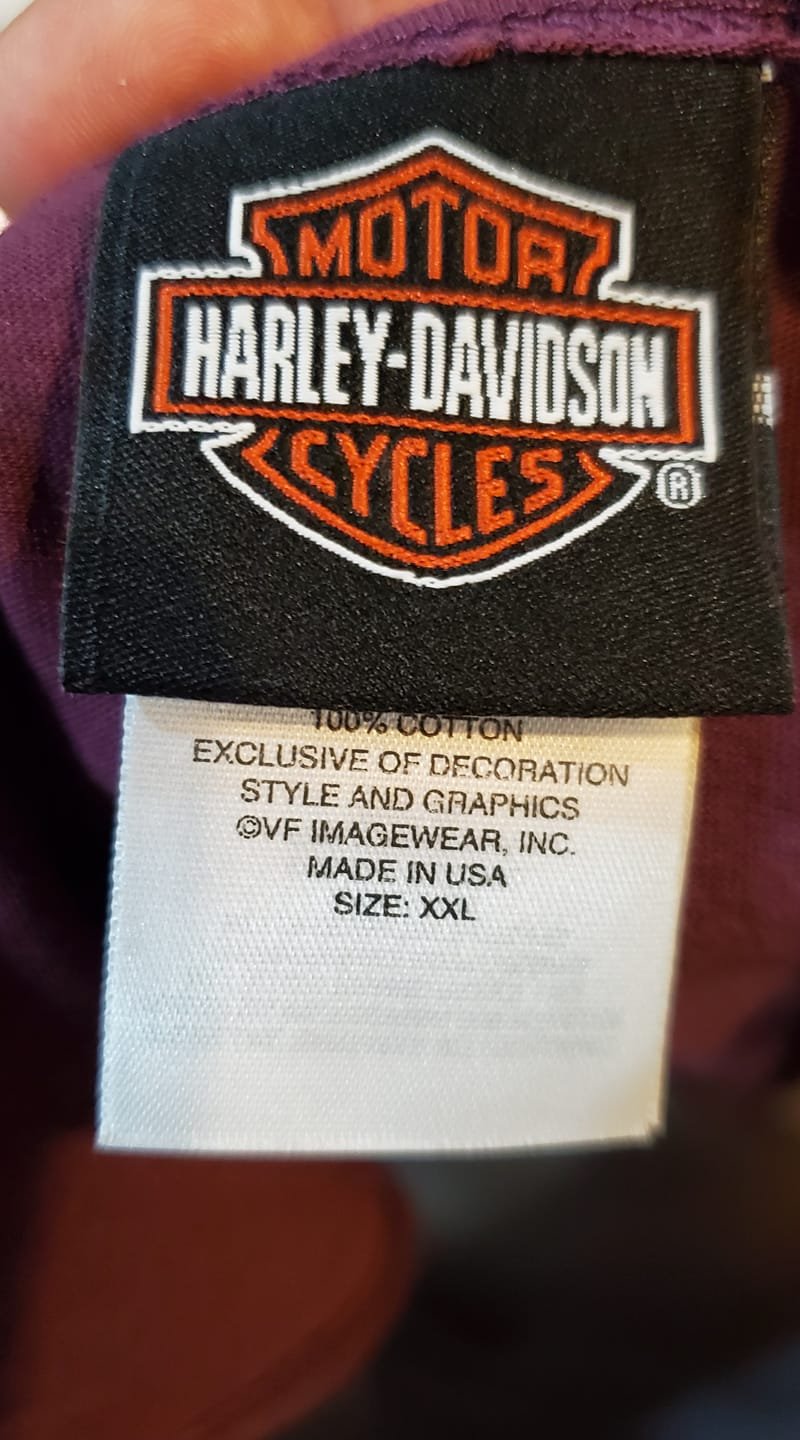 MOTOR
HARLEY-DAVIDSON
CYCLES
®
100% COTTON
EXCLUSIVE OF DECORATION
STYLE AND GRAPHICS
©VF IMAGEWEAR, INC.
MADE IN USA
SIZE: XXL